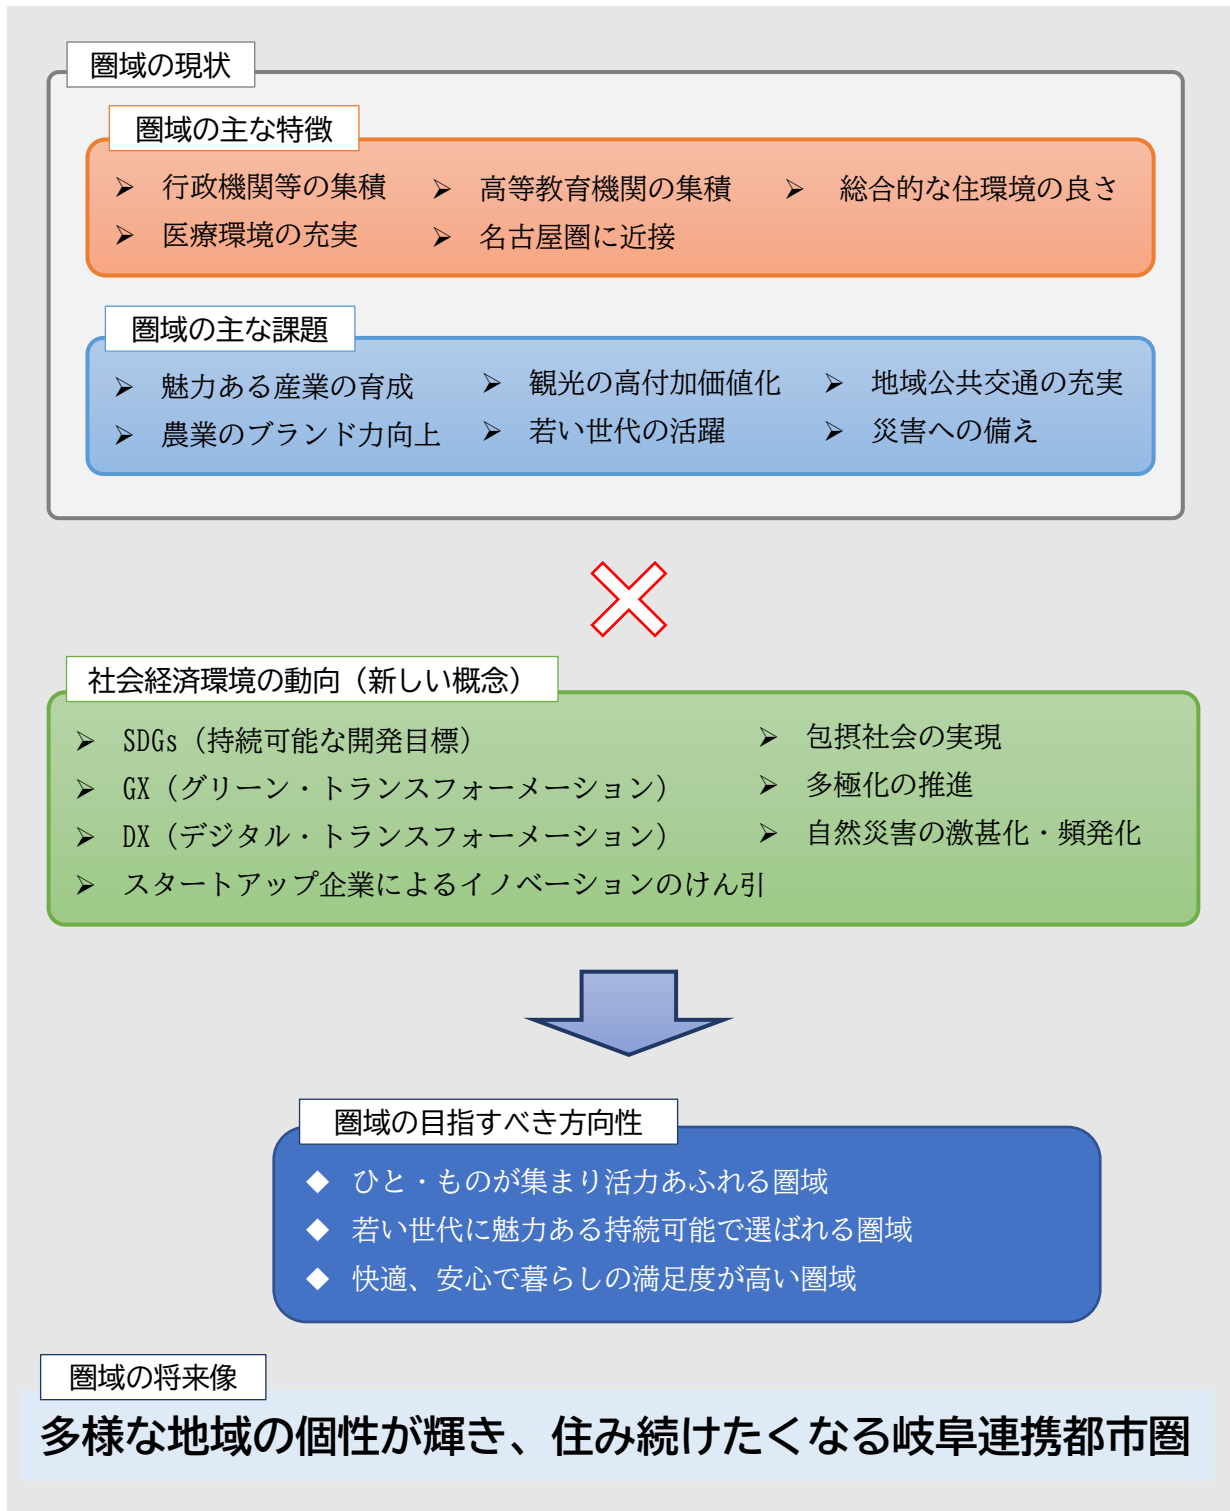 圏域の現状
圏域の主な特徴
➢ 行政機関等の集積
➢ 高等教育機関の集積
➢ 総合的な住環境の良さ
➢ 医療環境の充実
➢ 名古屋圏に近接
圏域の主な課題
➢ 魅力ある産業の育成
➢ 観光の高付加価値化
➢ 地域公共交通の充実
➢ 農業のブランド力向上
➢ 若い世代の活躍
➢ 災害への備え
社会経済環境の動向（新しい概念）
➢ SDGs（持続可能な開発目標）
➢ GX（グリーン・トランスフォーメーション）
➢ DX（デジタル・トランスフォーメーション）
➢ スタートアップ企業によるイノベーションのけん引
➢ 包摂社会の実現
➢ 多極化の推進
➢ 自然災害の激甚化・頻発化
圏域の目指すべき方向性
◆ ひと・ものが集まり活力あふれる圏域
◆ 若い世代に魅力ある持続可能で選ばれる圏域
◆ 快適、安心で暮らしの満足度が高い圏域
圏域の将来像
多様な地域の個性が輝き、住み続けたくなる岐阜連携都市圏